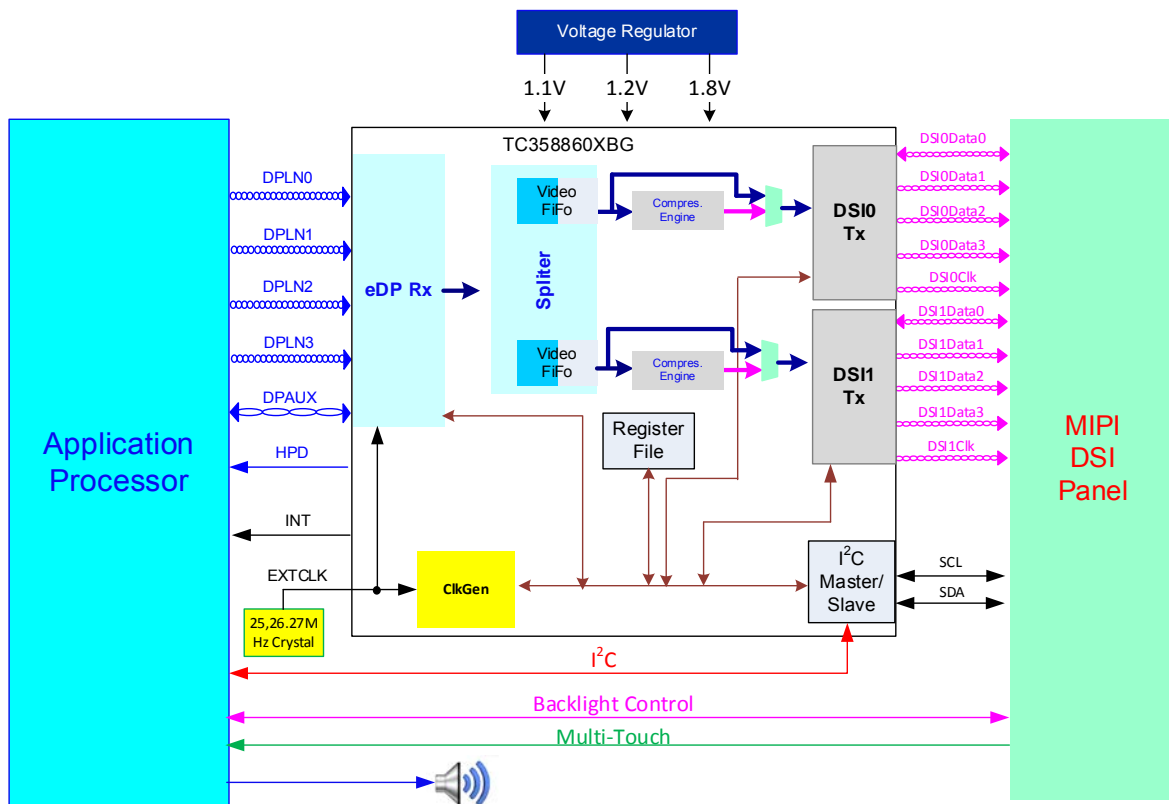 Voltage Regulator
1.1V
1.2V
1.8V
TC358860XBG
DPLN0
DPLN1
DPLN2
DPLN3
DPAUX
HPD
INT
EXTCLK
25,26.27M
Hz Crystal
Application
Processor
eDP Rx
Spliter
Video
FiFo
Compres.
Engine
Video
FiFo
Compres.
Engine
DSI0
Tx
DSI1
Tx
Register
File
ClkGen
I²C
Master/
Slave
DSI0Data0
DSI0Data1
DSI0Data2
DSI0Data3
DSI0Clk
DSI1Data0
DSI1Data1
DSI1Data2
DSI1Data3
DSI1Clk
SCL
SDA
MIPI
DSI
Panel
I²C
Backlight Control
Multi-Touch